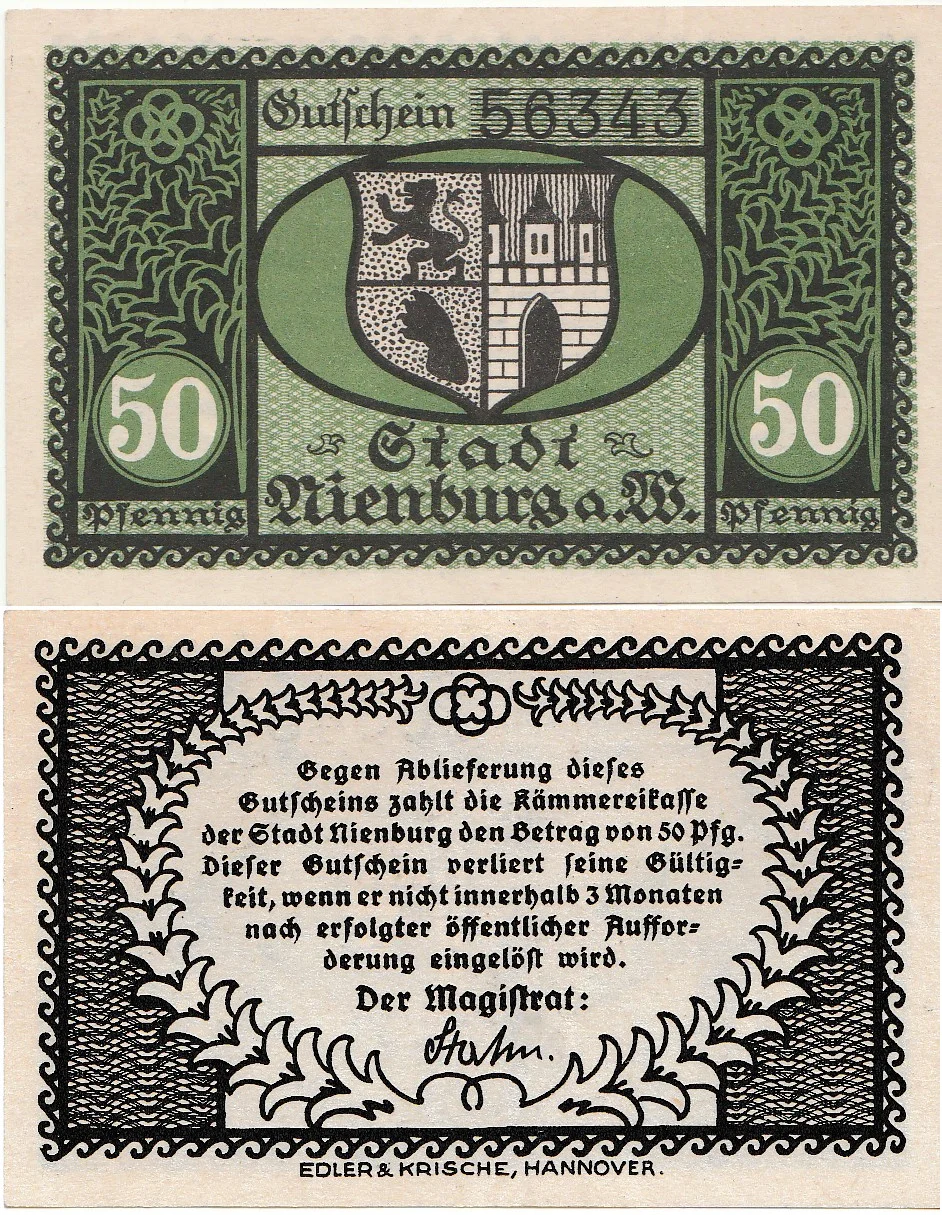 Gutschein 56343
50
50
Stadt
Nienburg a.W.
Pfennig
Pfennig
Gegen Ablieferung dieses
Gutscheins zahlt die Kämmereikasse
der Stadt Nienburg den Betrag von 50 Pfg.
Dieser Gutschein verliert seine Gültig=
keit, wenn er nicht innerhalb 3 Monaten
nach erfolgter öffentlicher Auffor=
derung eingelöst wird.
Der Magistrat:
Stahn.
EDLER & KRISCHE, HANNOVER.